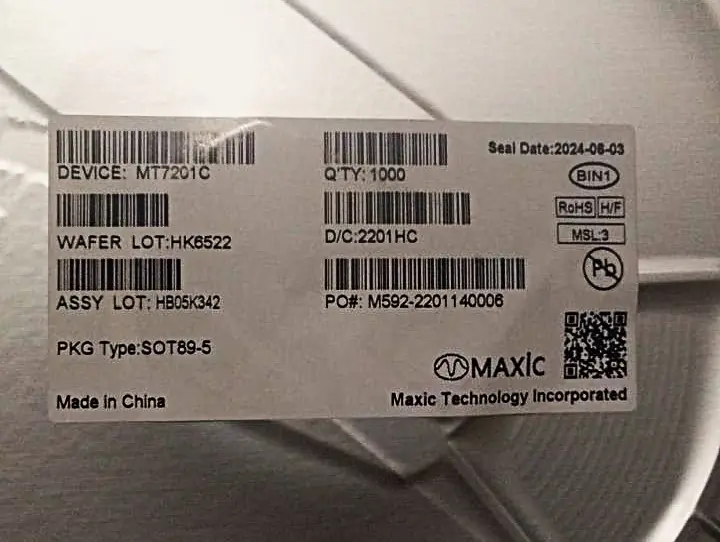 DEVICE: MT7201C
WAFER LOT:HK6522
ASSY LOT: HB05K342
PKG Type:SOT89-5
Made in China
Q'TY: 1000
D/C:2201HC
PO#: M592-2201140006
Seal Date:2024-06-03
BIN1
RoHS H/F
MSL:3
Pb
MAXIC
Maxic Technology Incorporated